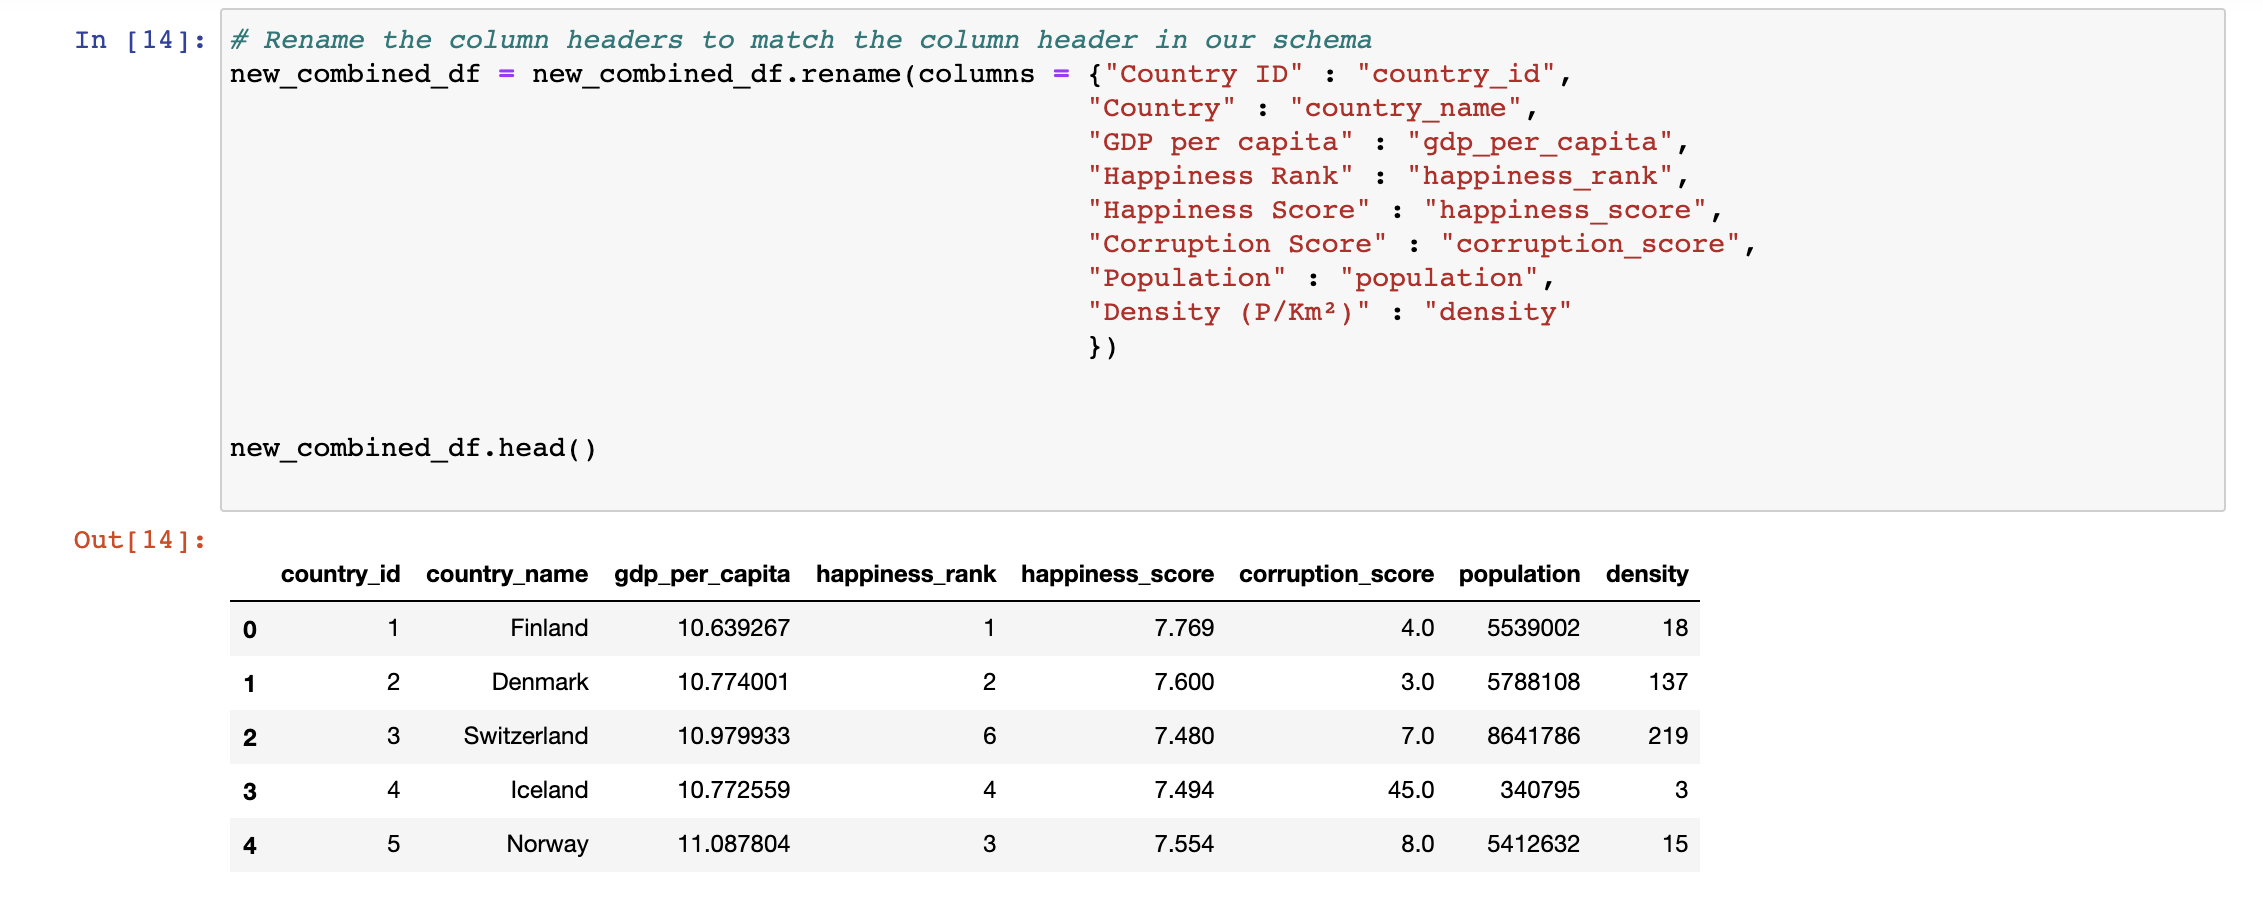 In [14]: # Rename the column headers to match the column header in our schema
new_combined_df = new_combined_df.rename(columns = {"Country ID" : "country_id",
"Country" : "country_name",
"GDP per capita" : "gdp_per_capita",
"Happiness Rank" : "happiness_rank",
"Happiness Score" : "happiness_score",
"Corruption Score" : "corruption_score",
"Population" : "population",
"Density (P/Km²)" : "density"
})
new_combined_df.head()
Out[14]:
country_id country_name gdp_per_capita happiness_rank happiness_score corruption_score population density
0 1 Finland 10.639267 1 7.769 4.0 5539002 18
1 2 Denmark 10.774001 2 7.600 3.0 5788108 137
2 3 Switzerland 10.979933 6 7.480 7.0 8641786 219
3 4 Iceland 10.772559 4 7.494 45.0 340795 3
4 5 Norway 11.087804 3 7.554 8.0 5412632 15